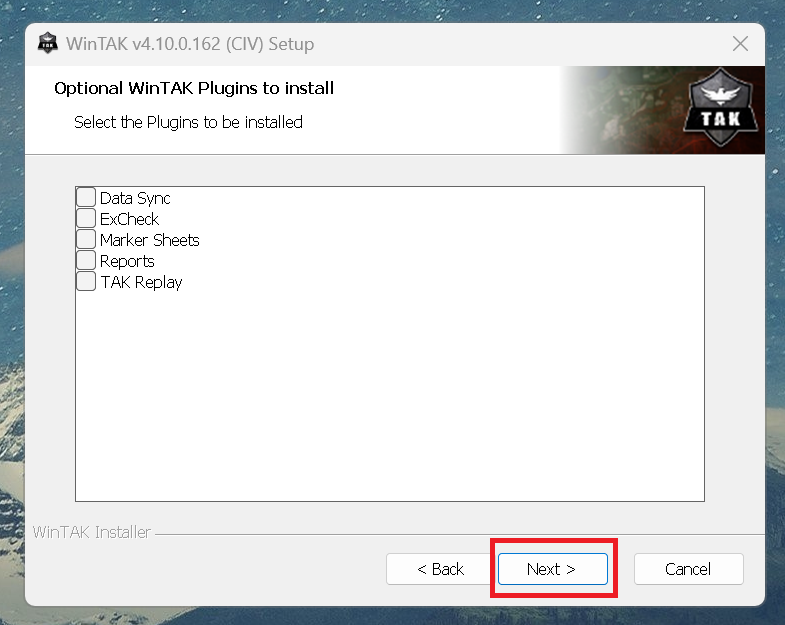 WinTAK v4.10.0.162 (CIV) Setup
Optional WinTAK Plugins to install
Select the Plugins to be installed
TAK
Data Sync
ExCheck
Marker Sheets
Reports
TAK Replay
WinTAK Installer
< Back
Next >
Cancel